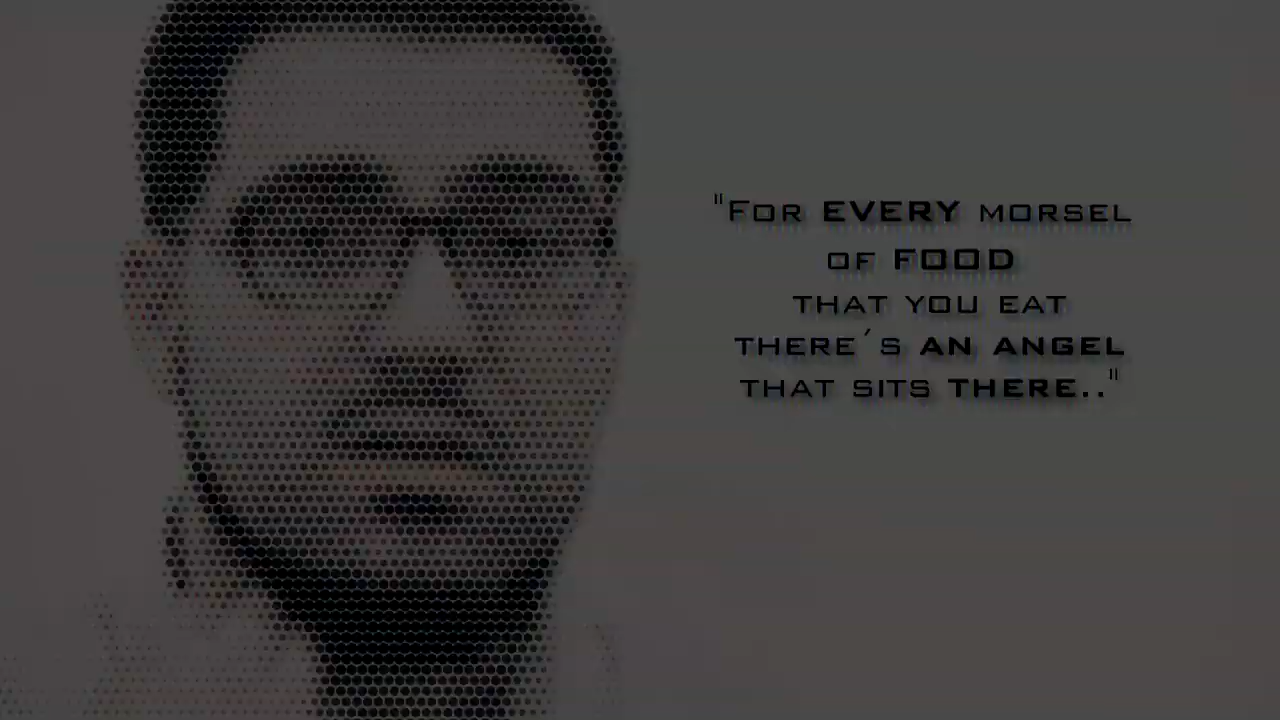 "For EVERY morsel
of FOOD
that you eat
there´s an angel
that sits there.."